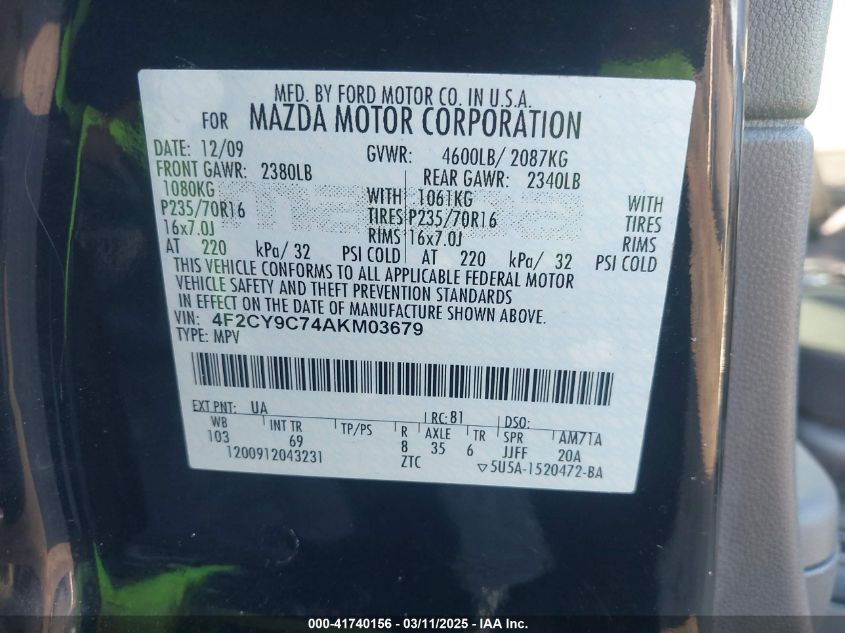 MFD. BY FORD MOTOR CO. IN U.S.A.
FOR MAZDA MOTOR CORPORATION
DATE: 12/09 GVWR: 4600LB/ 2087KG
FRONT GAWR: 2380LB REAR GAWR: 2340LB
1080KG WITH 1061KG WITH
P235/70R16 TIRES P235/70R16 TIRES
16x7.0J RIMS 16x7.0J RIMS
AT 220 kPa/ 32 PSI COLD AT 220 kPa/ 32 PSI COLD
THIS VEHICLE CONFORMS TO ALL APPLICABLE FEDERAL MOTOR
VEHICLE SAFETY AND THEFT PREVENTION STANDARDS
IN EFFECT ON THE DATE OF MANUFACTURE SHOWN ABOVE.
VIN: 4F2CY9C74AKM03679
TYPE: MPV
EXT PNT: UA RC: 81 DSO:
WB INT TR TP/PS R AXLE TR SPR AM71A
103 69 8 35 6 JJFF 20A
1200912043231 ZTC ▽5U5A-1520472-BA
000-41740156 - 03/11/2025 - IAA Inc.